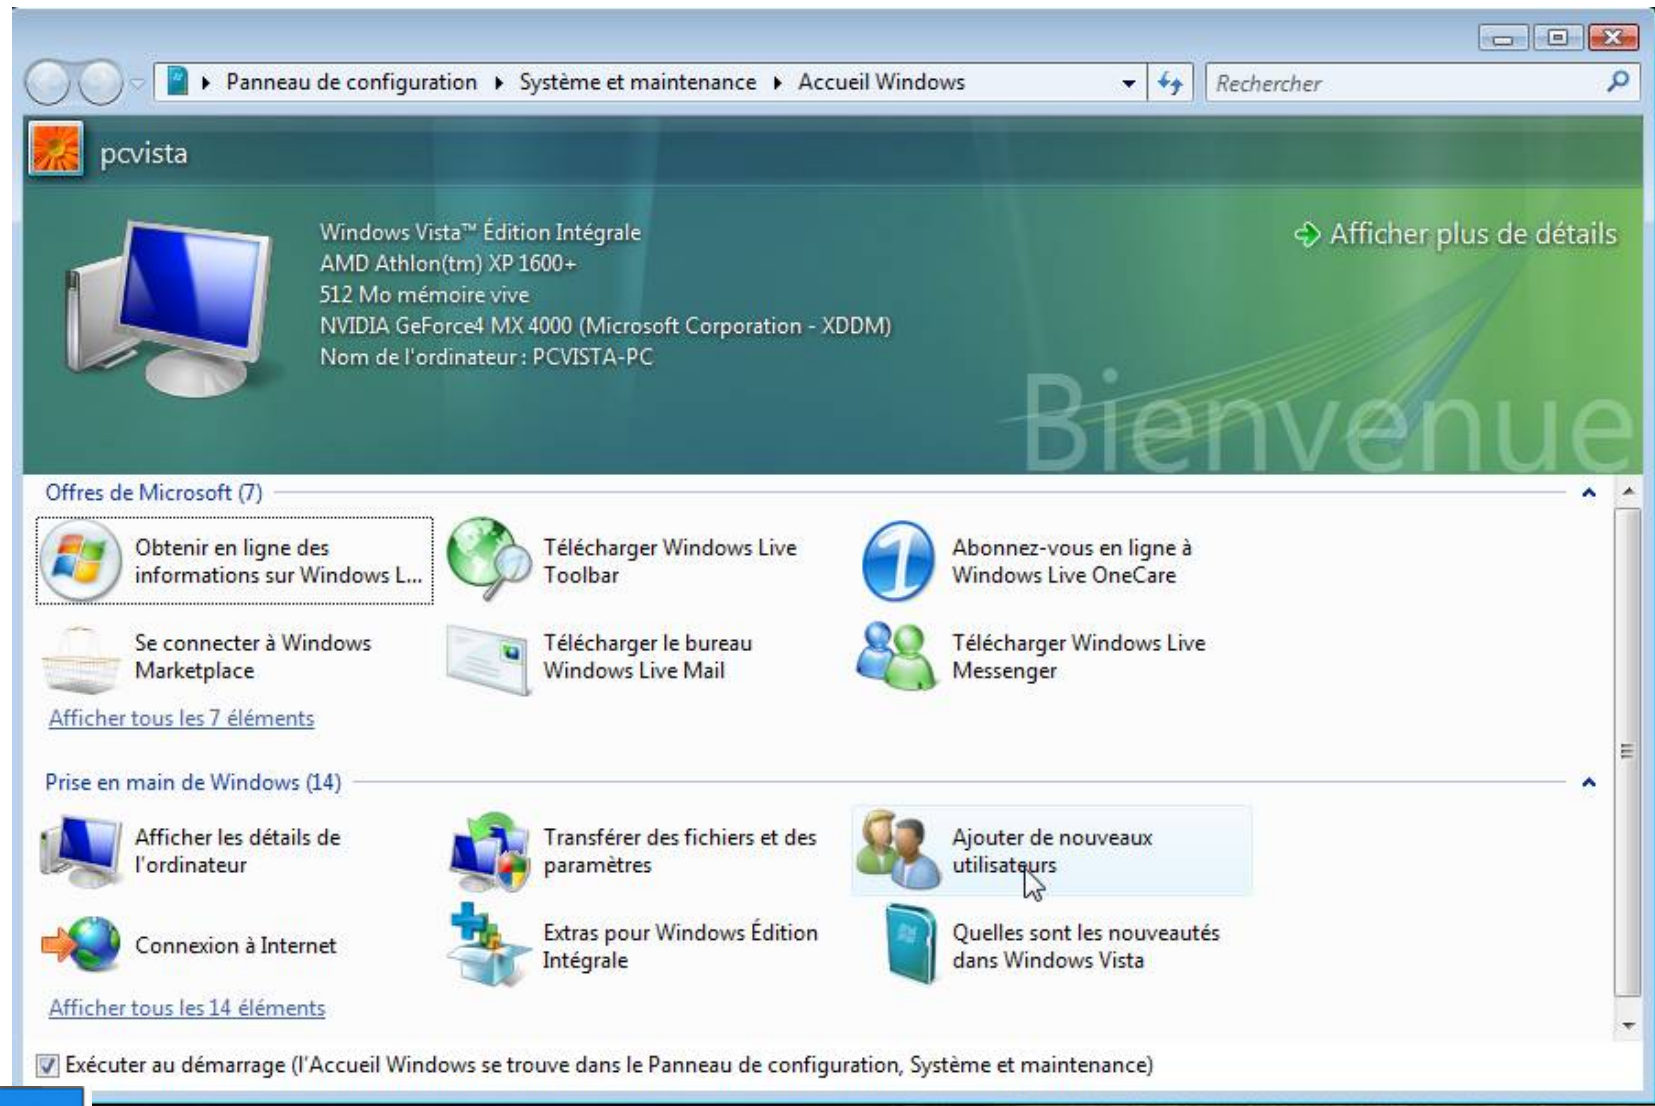 Panneau de configuration Système et maintenance Accueil Windows Rechercher
pcvista
Windows Vista™ Édition Intégrale
AMD Athlon(tm) XP 1600+
512 Mo mémoire vive
NVIDIA GeForce4 MX 4000 (Microsoft Corporation - XDDM)
Nom de l'ordinateur : PCVISTA-PC
Afficher plus de détails
Bienvenue
Offres de Microsoft (7)
Obtenir en ligne des
informations sur Windows L...
Télécharger Windows Live
Toolbar
Abonnez-vous en ligne à
Windows Live OneCare
Se connecter à Windows
Marketplace
Télécharger le bureau
Windows Live Mail
Télécharger Windows Live
Messenger
Afficher tous les 7 éléments
Prise en main de Windows (14)
Afficher les détails de
l'ordinateur
Transférer des fichiers et des
paramètres
Ajouter de nouveaux
utilisateurs
Connexion à Internet
Extras pour Windows Édition
Intégrale
Quelles sont les nouveautés
dans Windows Vista
Afficher tous les 14 éléments
Exécuter au démarrage (l'Accueil Windows se trouve dans le Panneau de configuration, Système et maintenance)